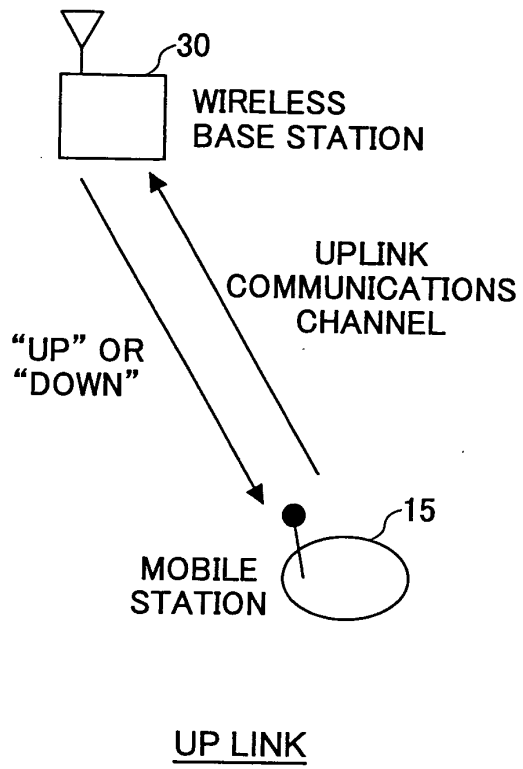 30
WIRELESS
BASE STATION
UPLINK
COMMUNICATIONS
CHANNEL
“UP” OR
“DOWN”
15
MOBILE
STATION
UP LINK